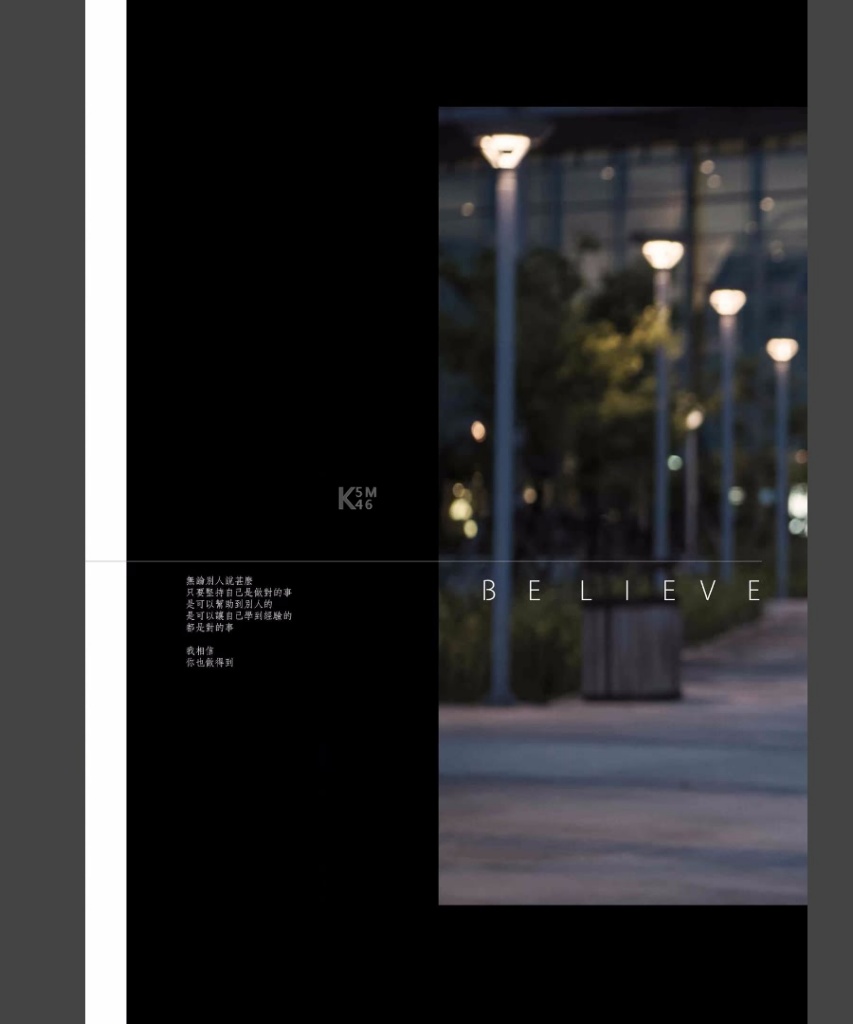 K5M
46
無論別人說甚麼
只要堅持自己是做對的事
是可以幫助到別人的
是可以讓自己學到經驗的
都是對的事
我相信
你也做得到
BELIEVE